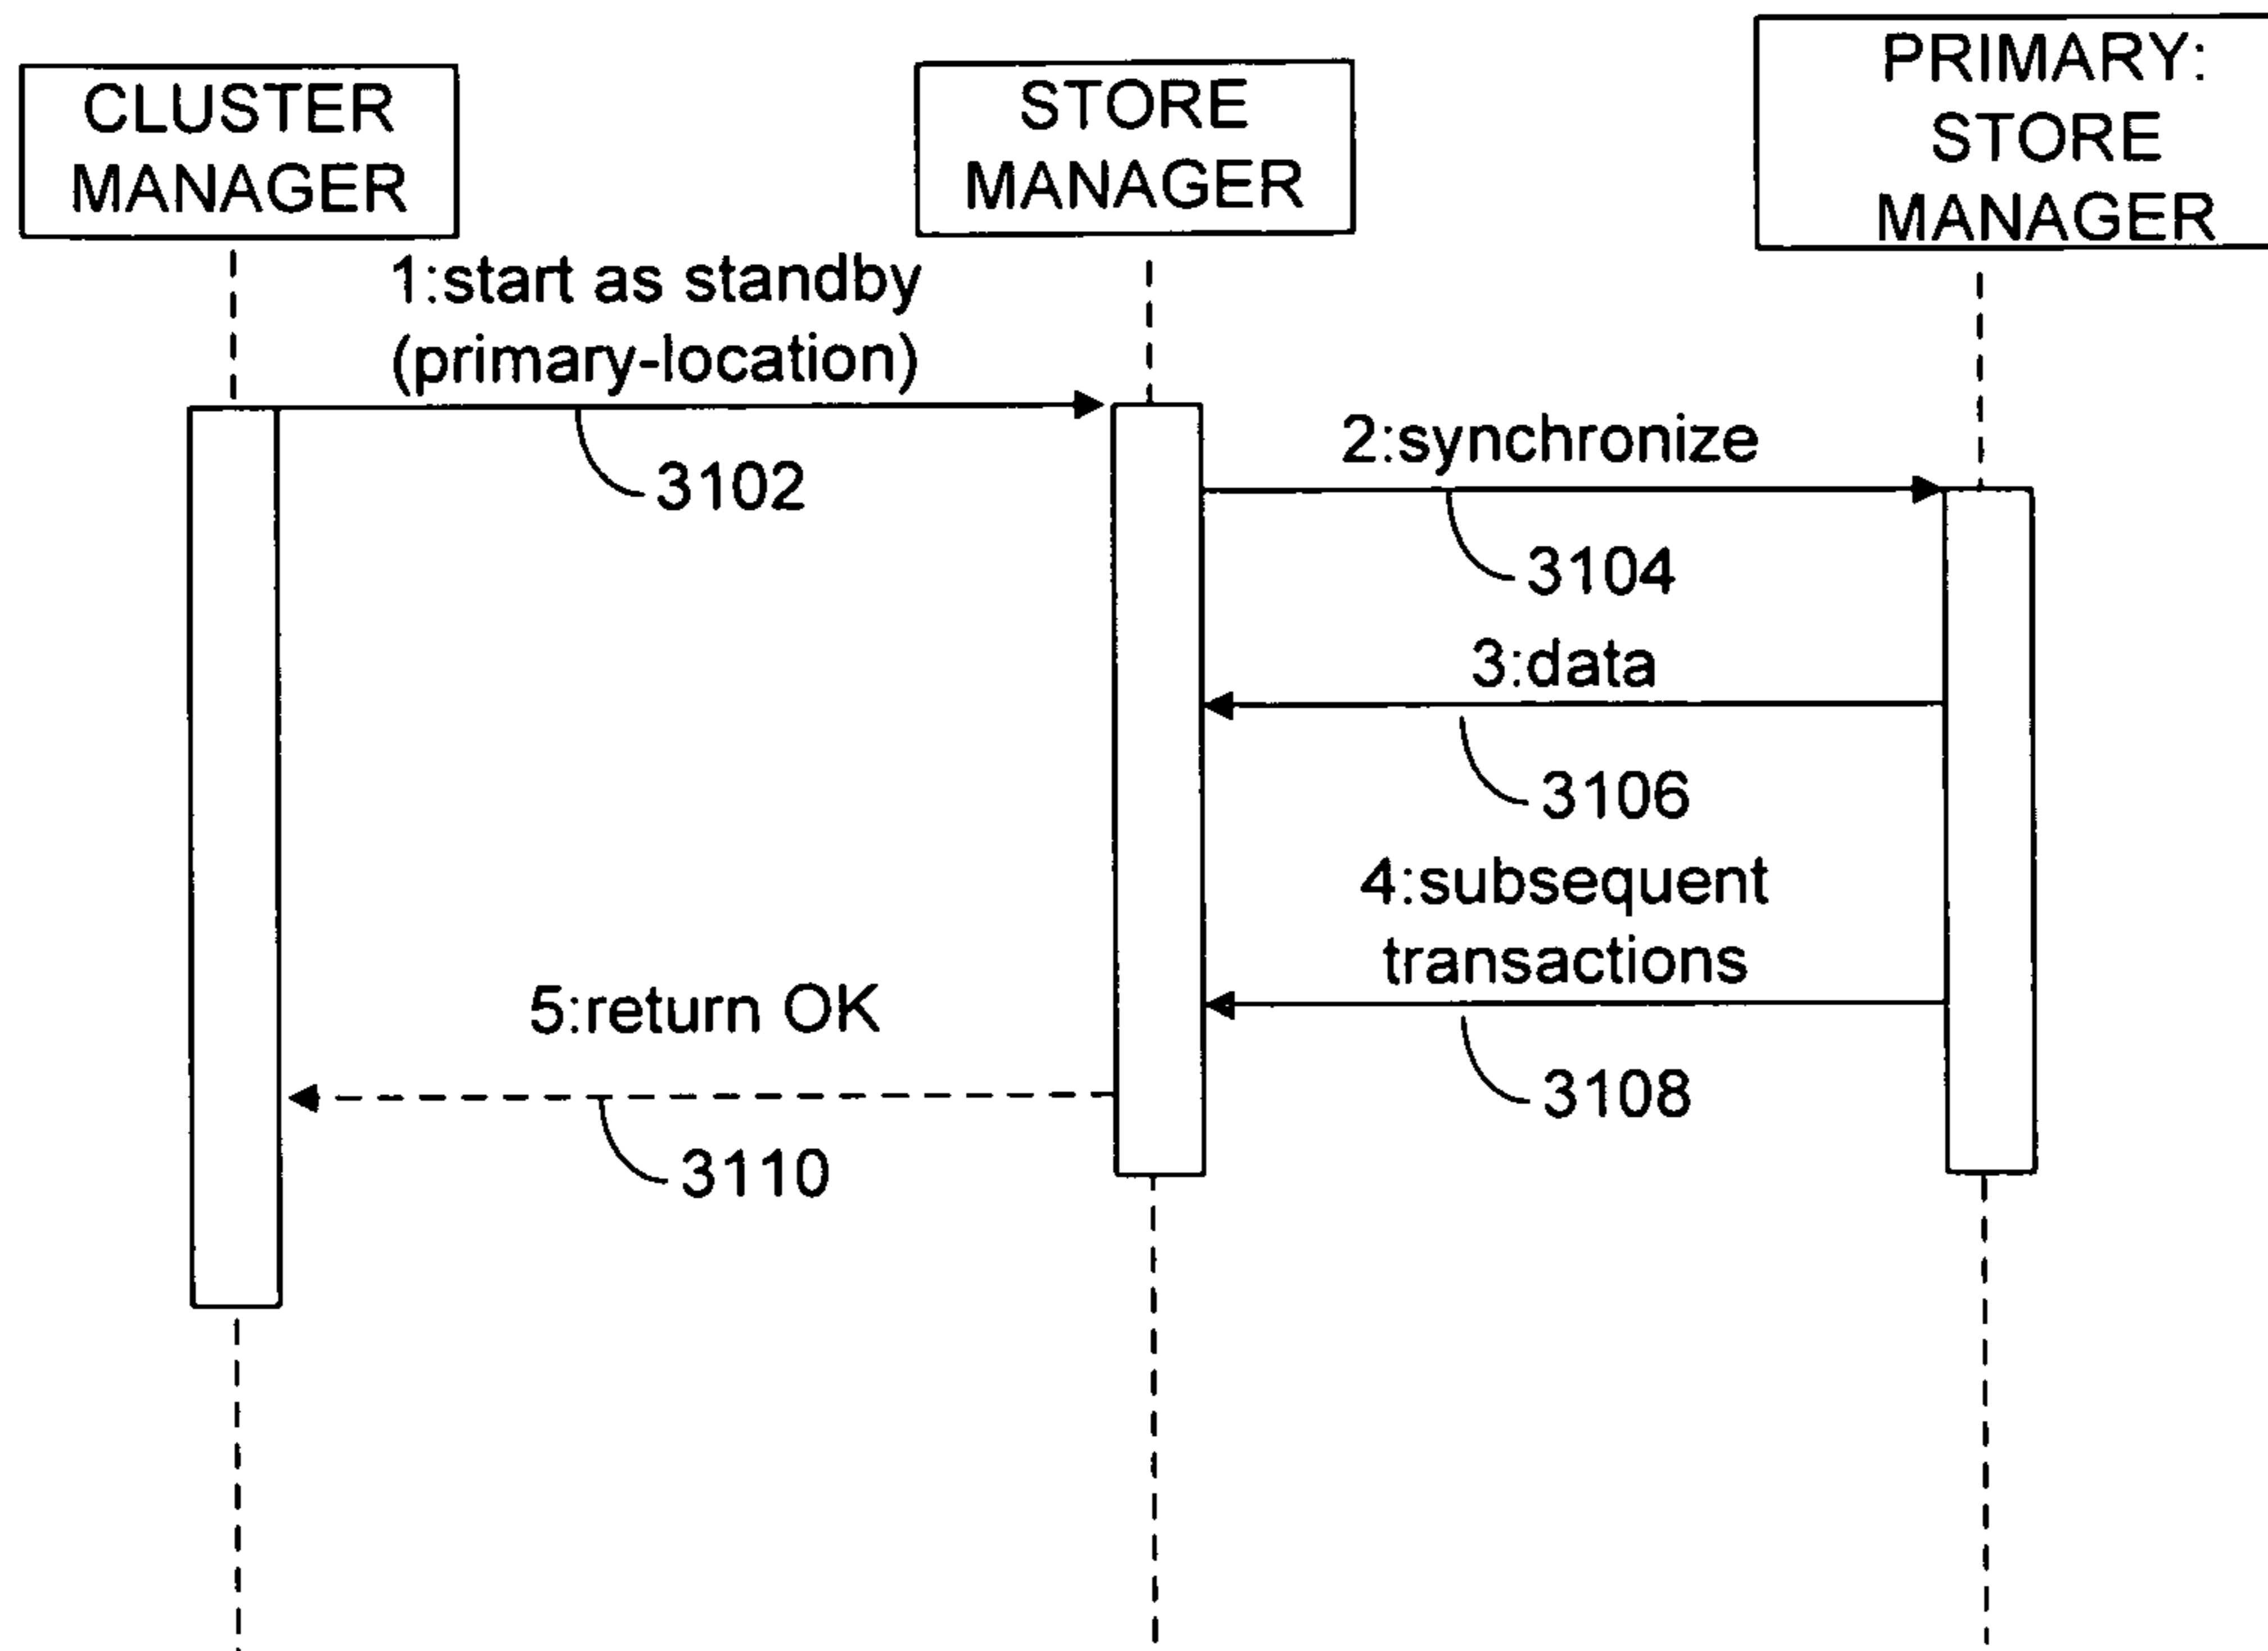 CLUSTER
MANAGER
STORE
MANAGER
PRIMARY:
STORE
MANAGER
1:start as standby
(primary-location)
3102
2:synchronize
3104
3:data
3106
4:subsequent
transactions
3108
5:return OK
3110